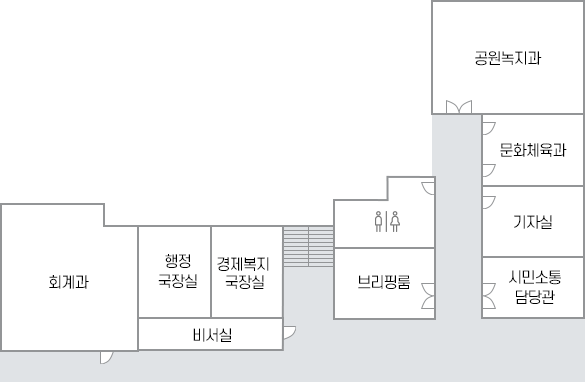 공원녹지과
문화체육과
기자실
시민소통
담당관
브리핑룸
회계과
행정
국장실
경제복지
국장실
비서실